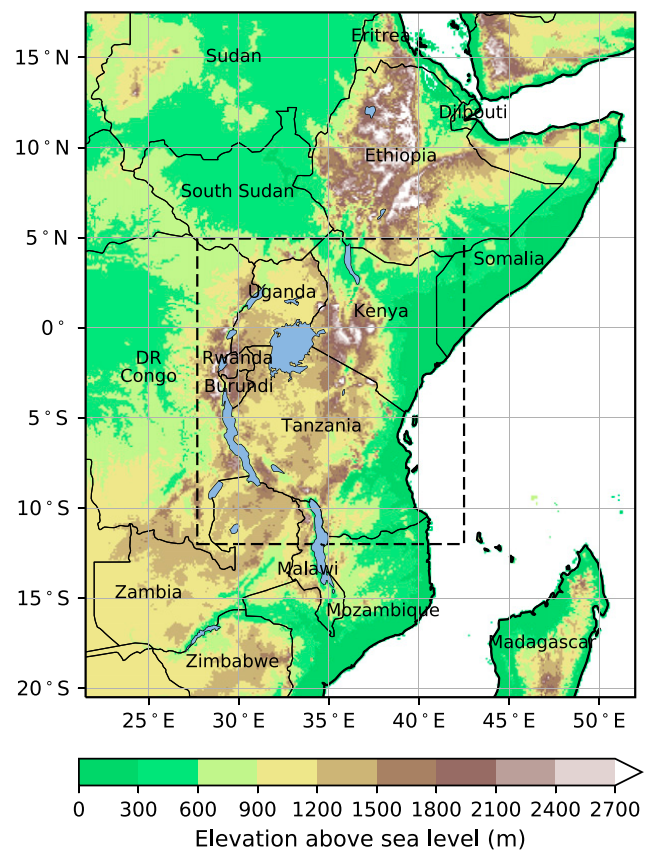 Eritrea
15°N
Sudan
Djibouti
10°N
Ethiopia
South Sudan
5°N
Somalia
Uganda
Kenya
0°
Rwanda
DR
Congo
Burundi
5°S
Tanzania
10°S
Malawi
Zambia
15°S
Mozambique
Madagascar
Zimbabwe
20°S
25°E 30°E 35°E 40°E 45°E 50°E
0 300 600 900 1200 1500 1800 2100 2400 2700
Elevation above sea level (m)